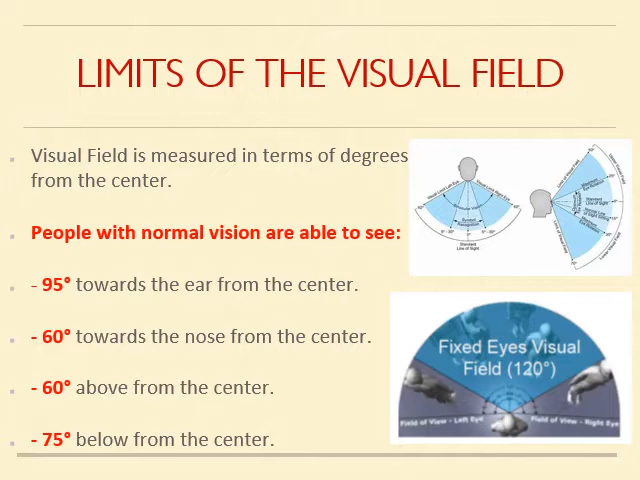 LIMITS OF THE VISUAL FIELD
Visual Field is measured in terms of degrees
from the center.
People with normal vision are able to see:
- 95° towards the ear from the center.
- 60° towards the nose from the center.
- 60° above from the center.
- 75° below from the center.
Standard
Line of Sight
Fixed Eyes Visual
Field (120°)
Field of View - Left Eye
Field of View - Right Eye